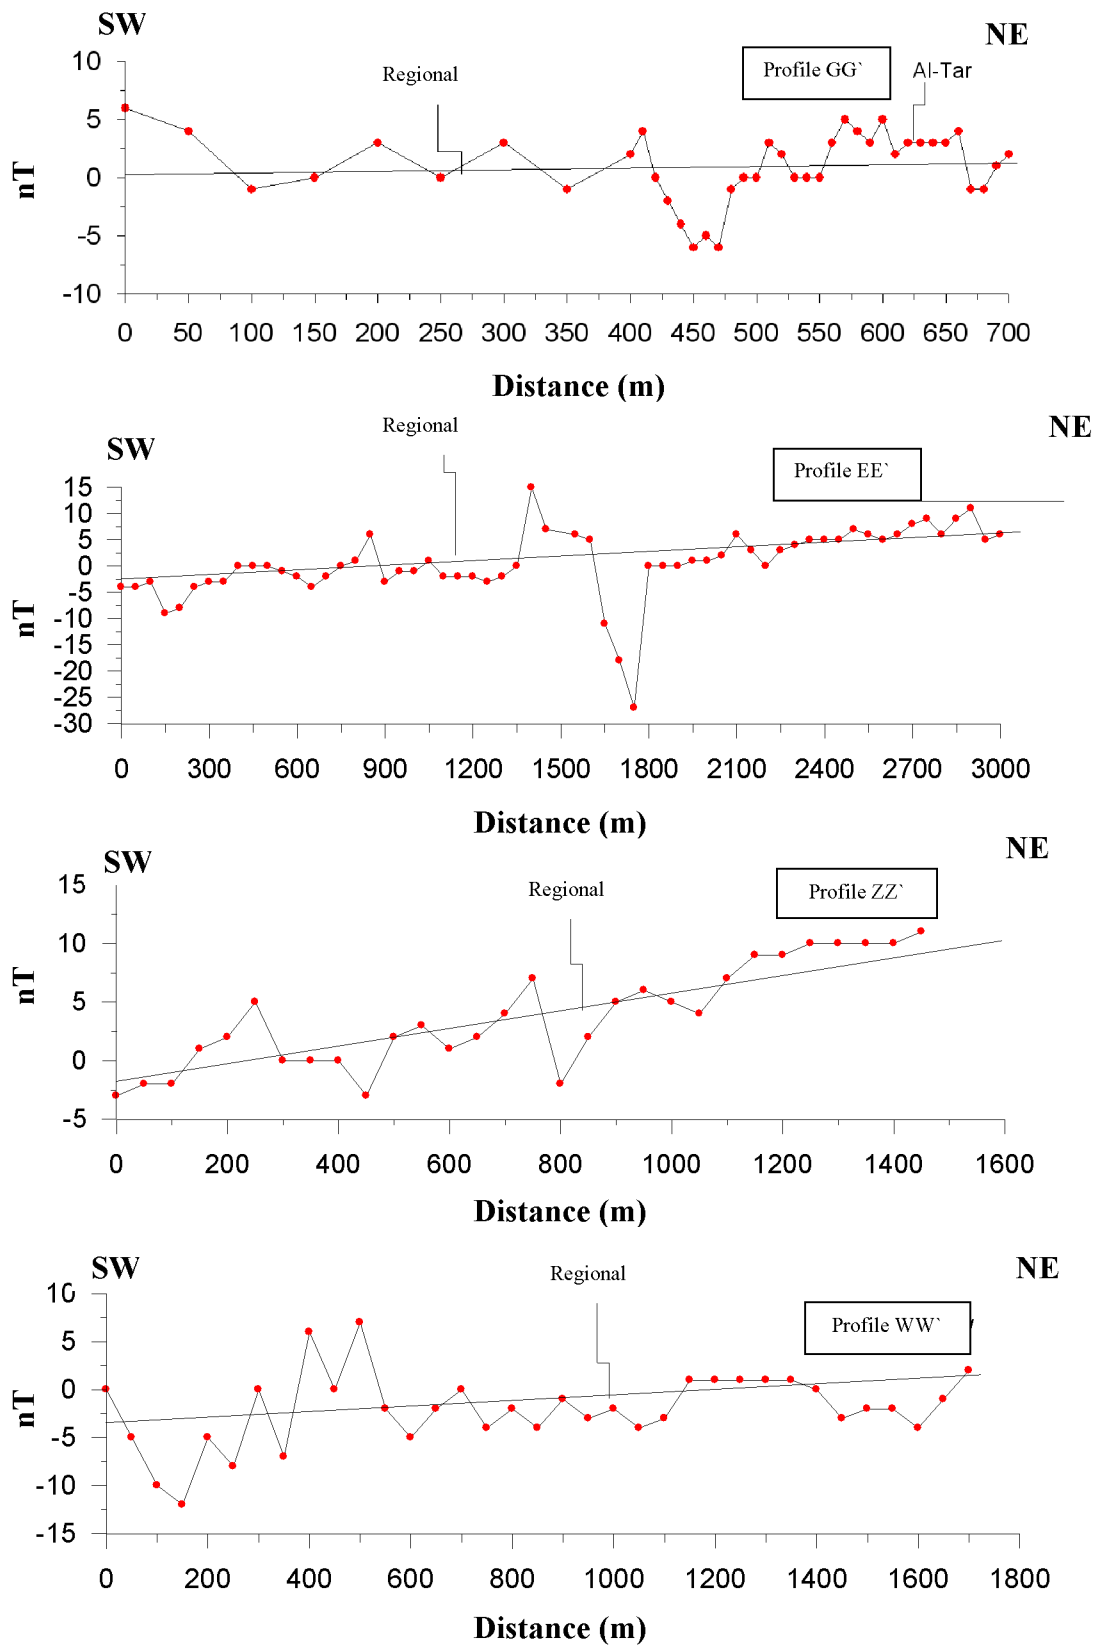 SW
NE
Regional
Profile GG`
Al-Tar
10
5
0
-5
-10
nT
0 50 100 150 200 250 300 350 400 450 500 550 600 650 700
Distance (m)
Regional
NE
SW
Profile EE`
15
10
5
0
-5
-10
-15
-20
-25
-30
nT
0 300 600 900 1200 1500 1800 2100 2400 2700 3000
Distance (m)
SW
NE
Regional
Profile ZZ`
15
10
5
0
-5
nT
0 200 400 600 800 1000 1200 1400 1600
Distance (m)
SW
NE
Regional
Profile WW`
10
5
0
-5
-10
-15
nT
0 200 400 600 800 1000 1200 1400 1600 1800
Distance (m)